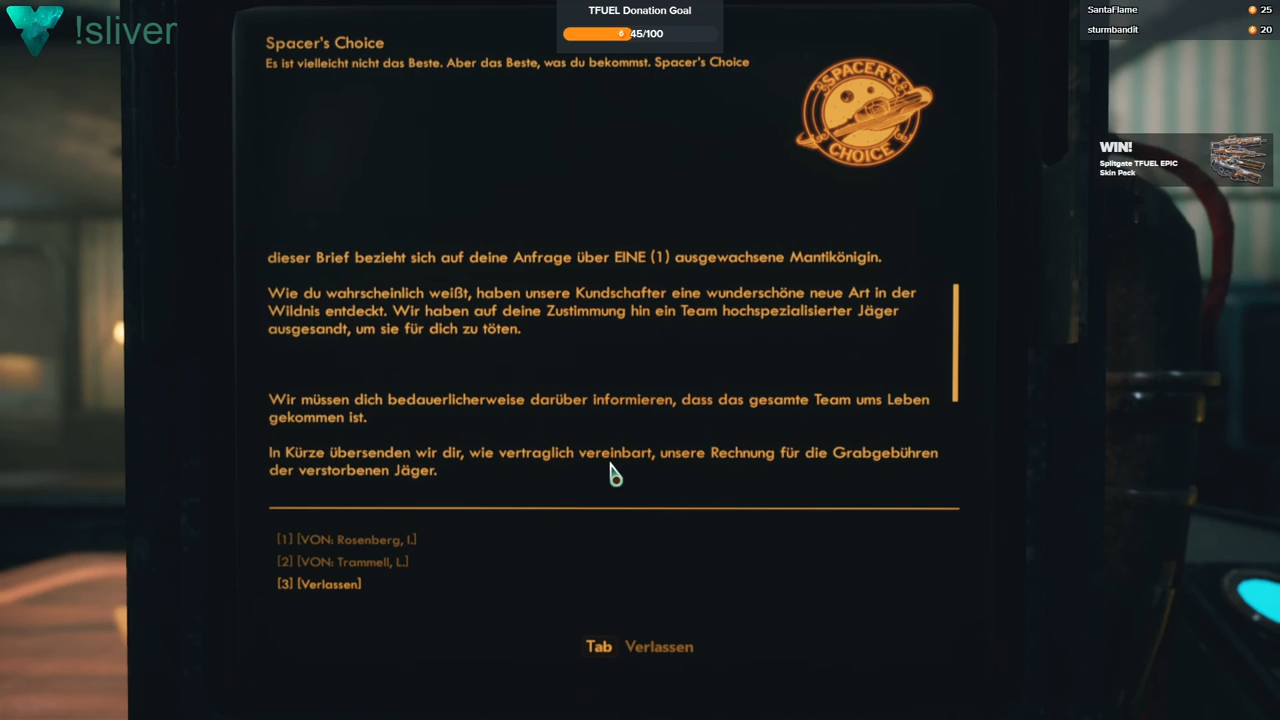 !sliver
TFUEL Donation Goal
45/100
SantaFlame 25
sturmbandit 20
WIN!
Splitgate TFUEL EPIC
Skin Pack
Spacer's Choice
Es ist vielleicht nicht das Beste. Aber das Beste, was du bekommst. Spacer's Choice
SPACER'S
CHOICE
dieser Brief bezieht sich auf deine Anfrage über EINE (1) ausgewachsene Mantikönigin.
Wie du wahrscheinlich weißt, haben unsere Kundschafter eine wunderschöne neue Art in der
Wildnis entdeckt. Wir haben auf deine Zustimmung hin ein Team hochspezialisierter Jäger
ausgesandt, um sie für dich zu töten.
Wir müssen dich bedauerlicherweise darüber informieren, dass das gesamte Team ums Leben
gekommen ist.
In Kürze übersenden wir dir, wie vertraglich vereinbart, unsere Rechnung für die Grabgebühren
der verstorbenen Jäger.
[1] [VON: Rosenberg, I.]
[2] [VON: Trammell, L.]
[3] [Verlassen]
Tab Verlassen